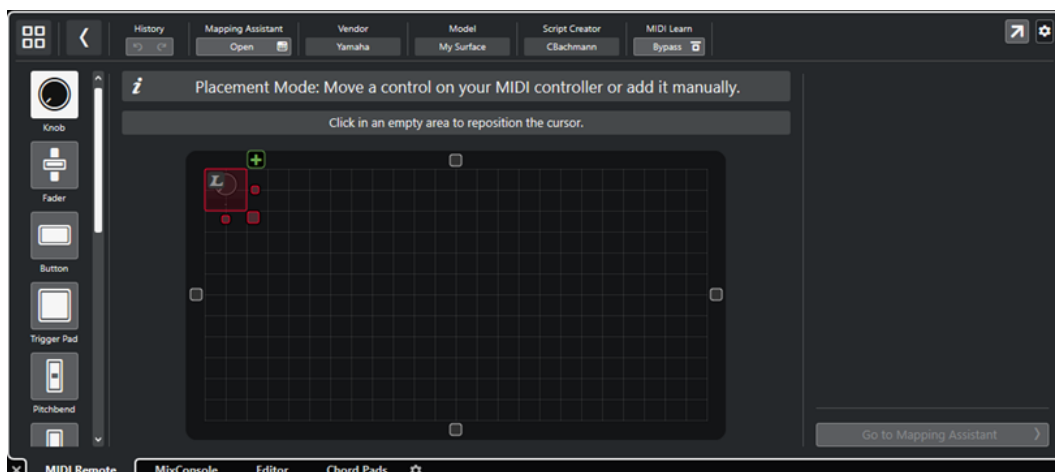 History
Mapping Assistant
Vendor
Model
Script Creator
MIDI Learn
Open
Yamaha
My Surface
CBachmann
Bypass
i
Placement Mode: Move a control on your MIDI controller or add it manually.
Click in an empty area to reposition the cursor.
Knob
Fader
Button
Trigger Pad
Pitchbend
L
Go to Mapping Assistant
MIDI Remote
MixConsole
Editor
Chord Pads